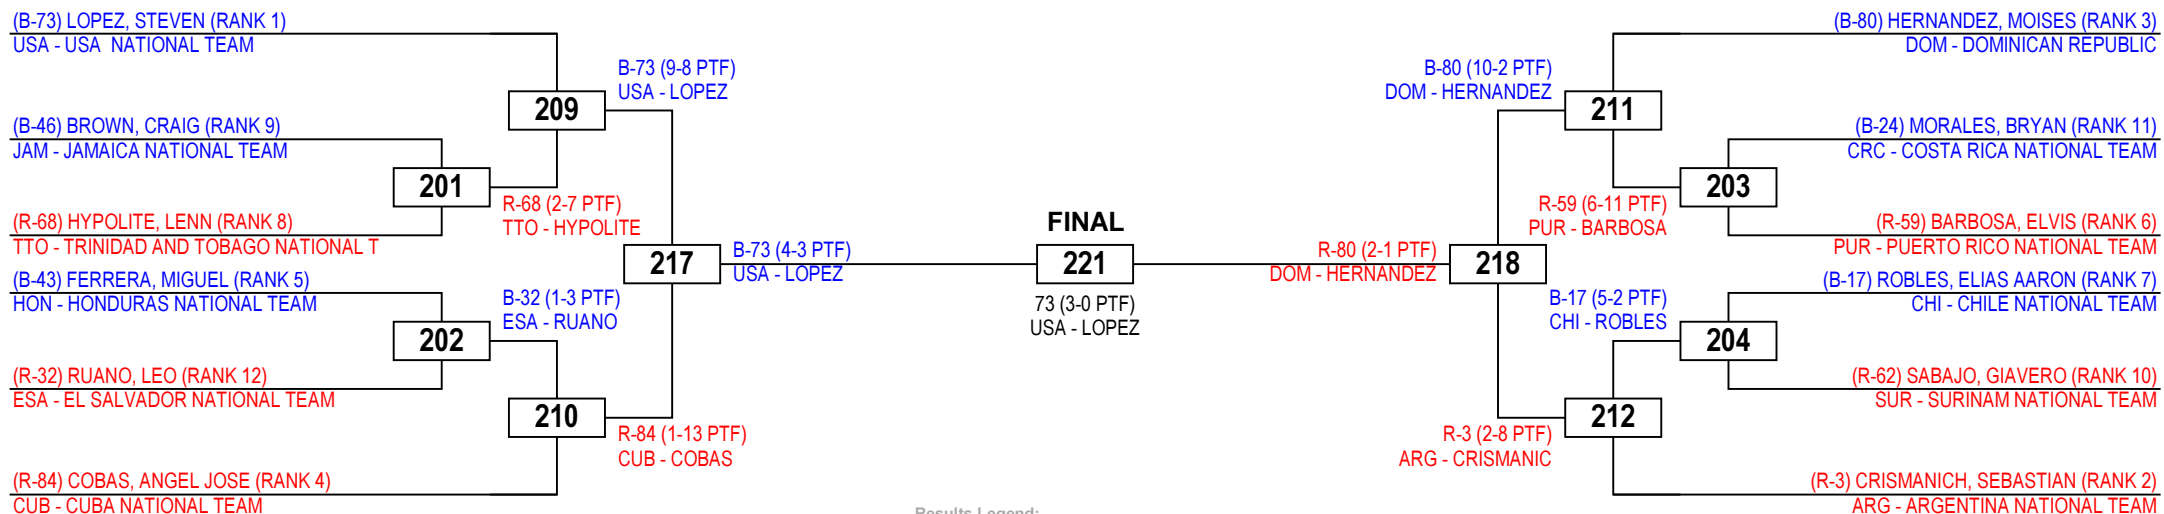 (B-73) LOPEZ, STEVEN (RANK 1)
USA - USA NATIONAL TEAM
(B-46) BROWN, CRAIG (RANK 9)
JAM - JAMAICA NATIONAL TEAM
201
(R-68) HYPOLITE, LENN (RANK 8)
TTO - TRINIDAD AND TOBAGO NATIONAL T
(B-43) FERRERA, MIGUEL (RANK 5)
HON - HONDURAS NATIONAL TEAM
202
(R-32) RUANO, LEO (RANK 12)
ESA - EL SALVADOR NATIONAL TEAM
(R-84) COBAS, ANGEL JOSE (RANK 4)
CUB - CUBA NATIONAL TEAM
209
R-68 (2-7 PTF)
TTO - HYPOLITE
B-32 (1-3 PTF)
ESA - RUANO
210
B-73 (9-8 PTF)
USA - LOPEZ
217
R-84 (1-13 PTF)
CUB - COBAS
B-73 (4-3 PTF)
USA - LOPEZ
FINAL
221
73 (3-0 PTF)
USA - LOPEZ
Results Legend:
R-80 (2-1 PTF)
DOM - HERNANDEZ
218
B-80 (10-2 PTF)
DOM - HERNANDEZ
211
R-59 (6-11 PTF)
PUR - BARBOSA
B-17 (5-2 PTF)
CHI - ROBLES
212
R-3 (2-8 PTF)
ARG - CRISMANIC
(B-80) HERNANDEZ, MOISES (RANK 3)
DOM - DOMINICAN REPUBLIC
(B-24) MORALES, BRYAN (RANK 11)
CRC - COSTA RICA NATIONAL TEAM
203
(R-59) BARBOSA, ELVIS (RANK 6)
PUR - PUERTO RICO NATIONAL TEAM
(B-17) ROBLES, ELIAS AARON (RANK 7)
CHI - CHILE NATIONAL TEAM
204
(R-62) SABAJO, GIAVERO (RANK 10)
SUR - SURINAM NATIONAL TEAM
(R-3) CRISMANICH, SEBASTIAN (RANK 2)
ARG - ARGENTINA NATIONAL TEAM